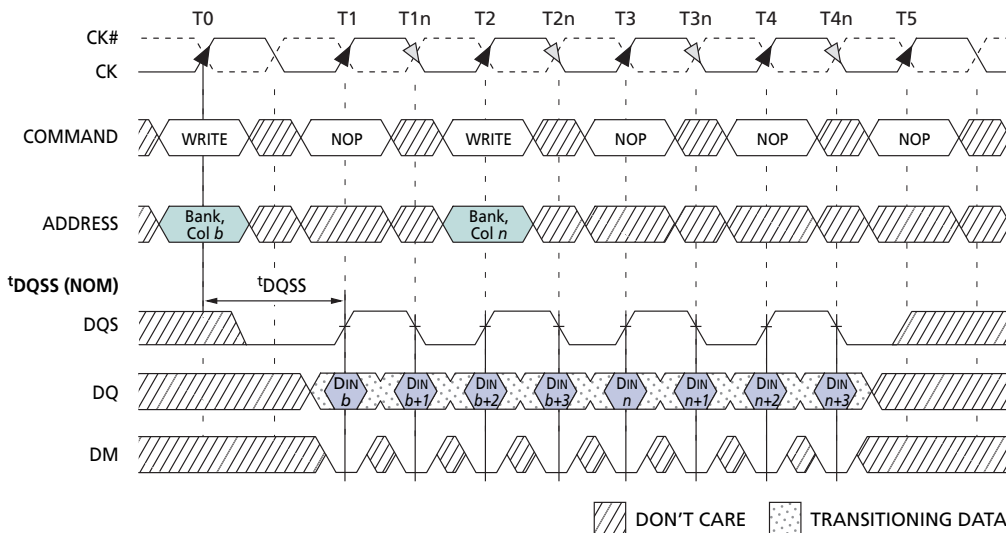 T0 T1 T1n T2 T2n T3 T3n T4 T4n T5
CK#
CK
COMMAND WRITE NOP WRITE NOP NOP NOP
ADDRESS Bank, Col b Bank, Col n
tDQSS (NOM) tDQSS
DQS
DQ DIN b DIN b+1 DIN b+2 DIN b+3 DIN n DIN n+1 DIN n+2 DIN n+3
DM
DON'T CARE TRANSITIONING DATA